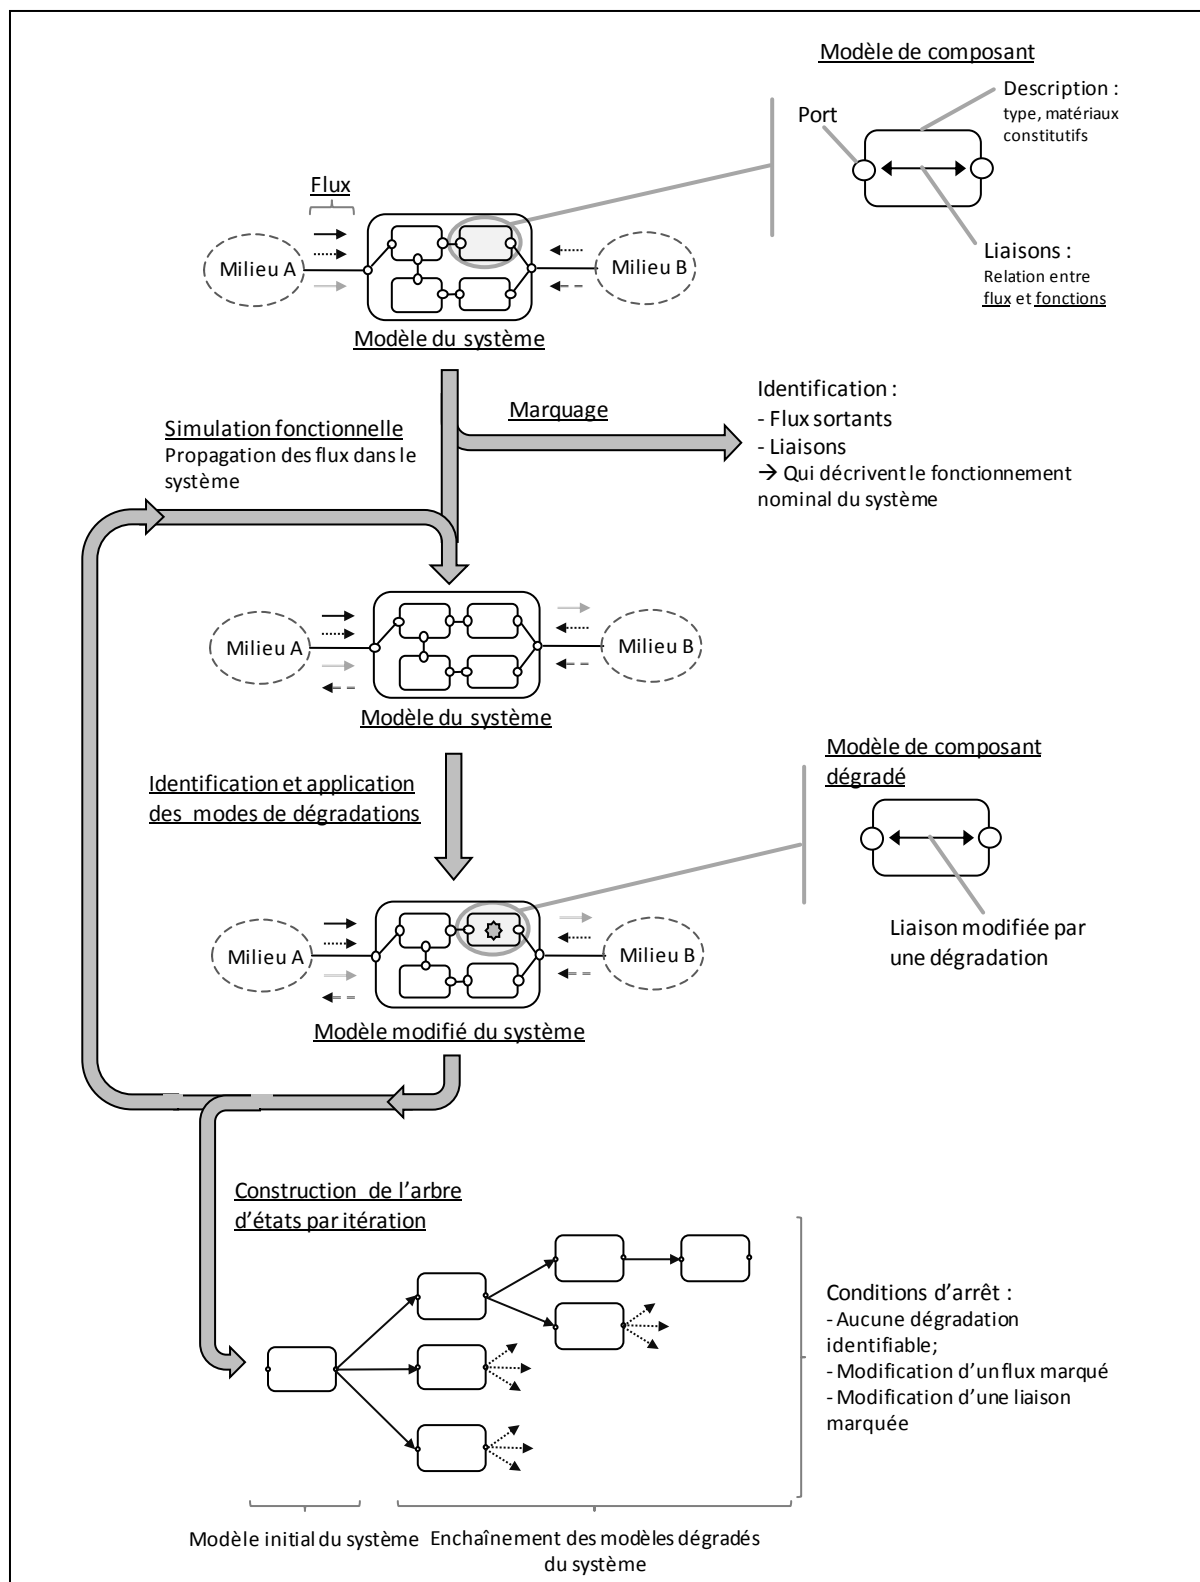 Modèle de composant
Description :
type, matériaux
constitutifs
Port
Flux
Milieu A
Milieu B
Liaisons :
Relation entre
flux et fonctions
Modèle du système
Identification :
- Flux sortants
- Liaisons
→ Qui décrivent le fonctionnement
nominal du système
Marquage
Simulation fonctionnelle
Propagation des flux dans le
système
Milieu A
Milieu B
Modèle du système
Modèle de composant
dégradé
Identification et application
des modes de dégradations
Milieu A
Milieu B
Liaison modifiée par
une dégradation
Modèle modifié du système
Construction de l'arbre
d'états par itération
Conditions d'arrêt :
- Aucune dégradation
identifiable;
- Modification d'un flux marqué
- Modification d'une liaison
marquée
Modèle initial du système
Enchaînement des modèles dégradés
du système